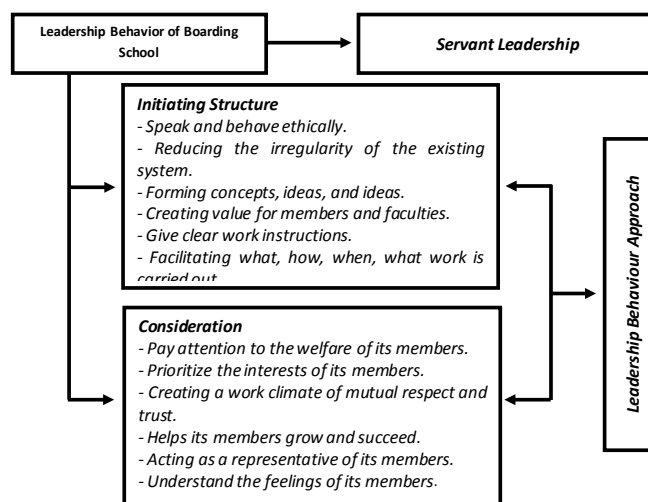 Leadership Behavior of Boarding
School
Servant Leadership
Initiating Structure
- Speak and behave ethically.
- Reducing the irregularity of the existing
system.
- Forming concepts, ideas, and ideas.
- Creating value for members and faculties.
- Give clear work instructions.
- Facilitating what, how, when, what work is
carried out
Consideration
- Pay attention to the welfare of its members.
- Prioritize the interests of its members.
- Creating a work climate of mutual respect and
trust.
- Helps its members grow and succeed.
- Acting as a representative of its members.
- Understand the feelings of its members.
Leadership Behaviour Approach